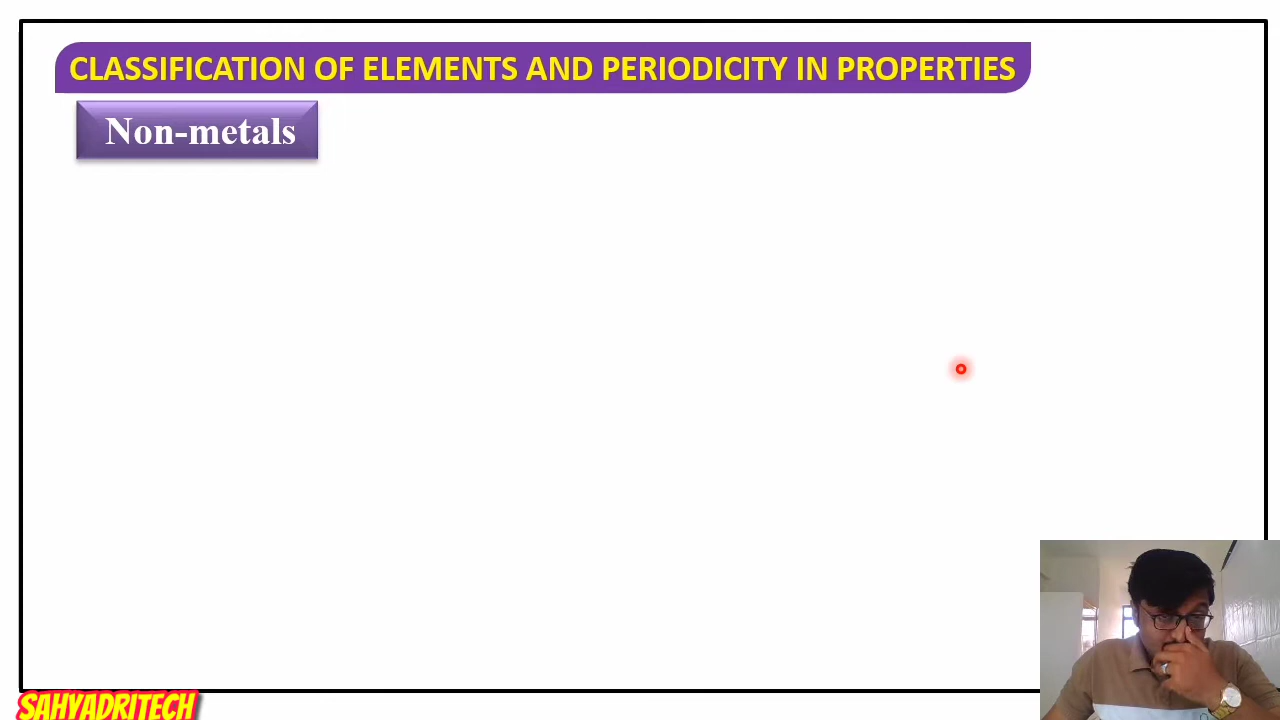 CLASSIFICATION OF ELEMENTS AND PERIODICITY IN PROPERTIES
Non-metals
SAHYADRITECH